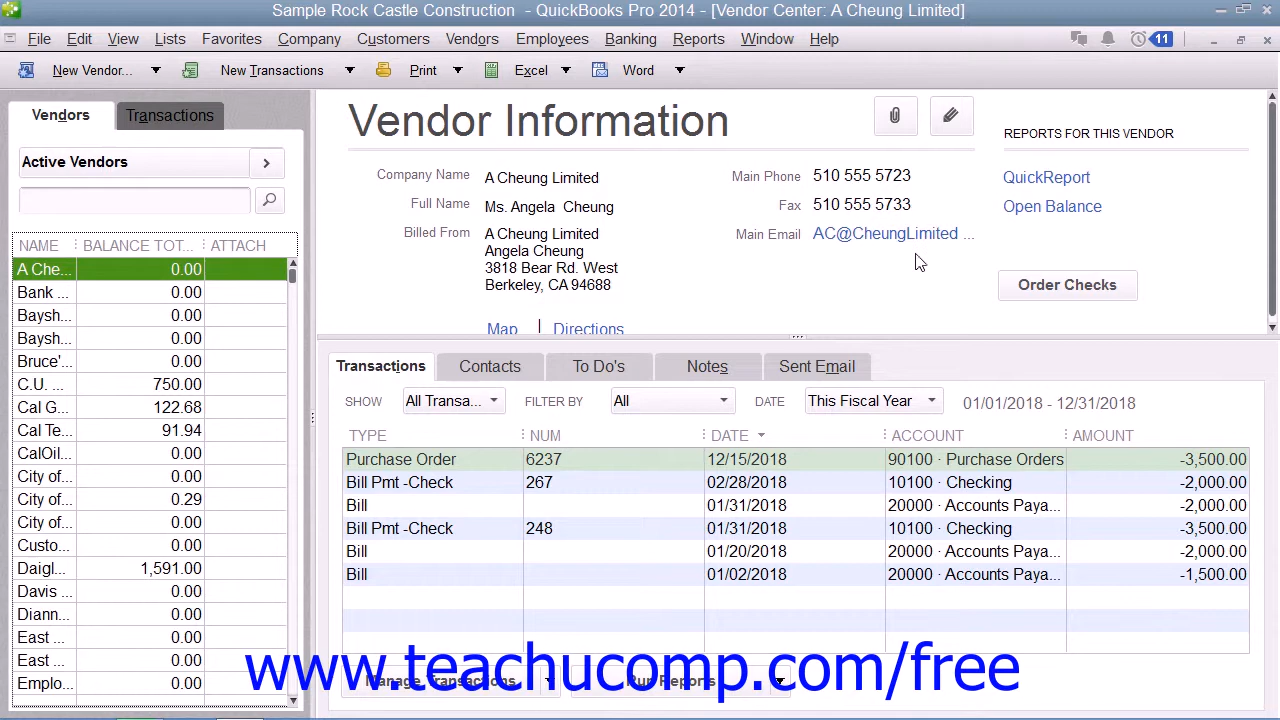 Sample Rock Castle Construction - QuickBooks Pro 2014 - [Vendor Center: A Cheung Limited]
File Edit View Lists Favorites Company Customers Vendors Employees Banking Reports Window Help 11
New Vendor... New Transactions Print Excel Word
Vendors Transactions
Active Vendors
NAME BALANCE TOT... ATTACH
A Che... 0.00
Bank ... 0.00
Baysh... 0.00
Baysh... 0.00
Bruce'... 0.00
C.U. ... 750.00
Cal G... 122.68
Cal Te... 91.94
CalOil... 0.00
City of... 0.00
City of... 0.29
City of... 0.00
Custo... 0.00
Daigl... 1,591.00
Davis ... 0.00
Diann... 0.00
East ... 0.00
East ... 0.00
Emplo... 0.00
Vendor Information
Company Name A Cheung Limited
Full Name Ms. Angela Cheung
Billed From A Cheung Limited
Angela Cheung
3818 Bear Rd. West
Berkeley, CA 94688
Map | Directions
Main Phone 510 555 5723
Fax 510 555 5733
Main Email AC@CheungLimited ...
REPORTS FOR THIS VENDOR
QuickReport
Open Balance
Order Checks
Transactions Contacts To Do's Notes Sent Email
SHOW All Transa... FILTER BY All DATE This Fiscal Year 01/01/2018 - 12/31/2018
TYPE NUM DATE ACCOUNT AMOUNT
Purchase Order 6237 12/15/2018 90100 · Purchase Orders -3,500.00
Bill Pmt -Check 267 02/28/2018 10100 · Checking -2,000.00
Bill 01/31/2018 20000 · Accounts Paya... -2,000.00
Bill Pmt -Check 248 01/31/2018 10100 · Checking -3,500.00
Bill 01/20/2018 20000 · Accounts Paya... -2,000.00
Bill 01/02/2018 20000 · Accounts Paya... -1,500.00
Manage Transactions Run Reports
www.teachucomp.com/free